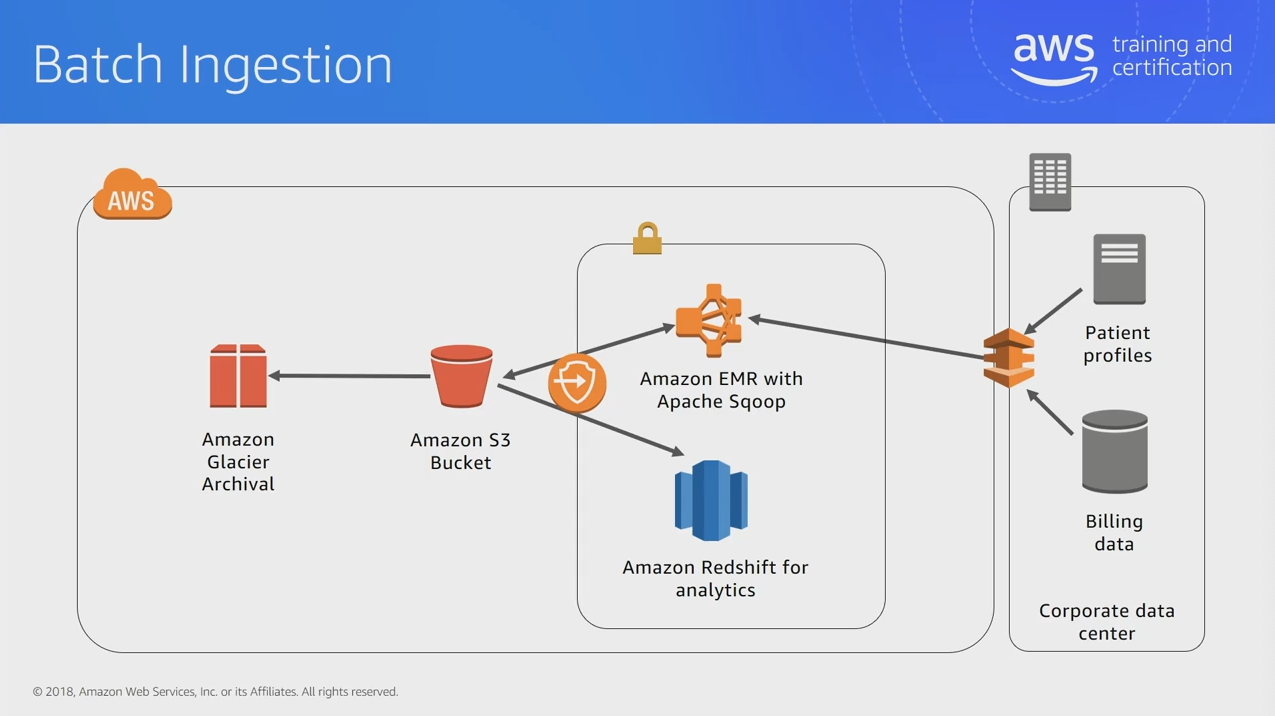 Batch Ingestion
aws training and
certification
AWS
Patient
profiles
Amazon EMR with
Apache Sqoop
Amazon
Glacier
Archival
Amazon S3
Bucket
Billing
data
Amazon Redshift for
analytics
Corporate data
center
© 2018, Amazon Web Services, Inc. or its Affiliates. All rights reserved.